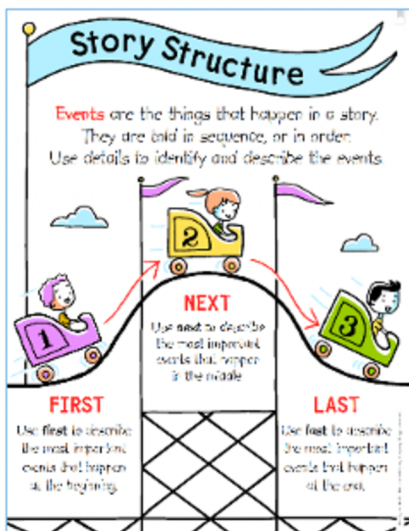 Story Structure
Events are the things that happen in a story.
They are told in sequence, or in order.
Use details to identify and describe the events
2
1
3
NEXT
Use next to describe
the most important
events that happen
in the middle
FIRST
Use first to describe
the most important
events that happen
at the beginning.
LAST
Use last to describe
the most important
events that happen
at the end.